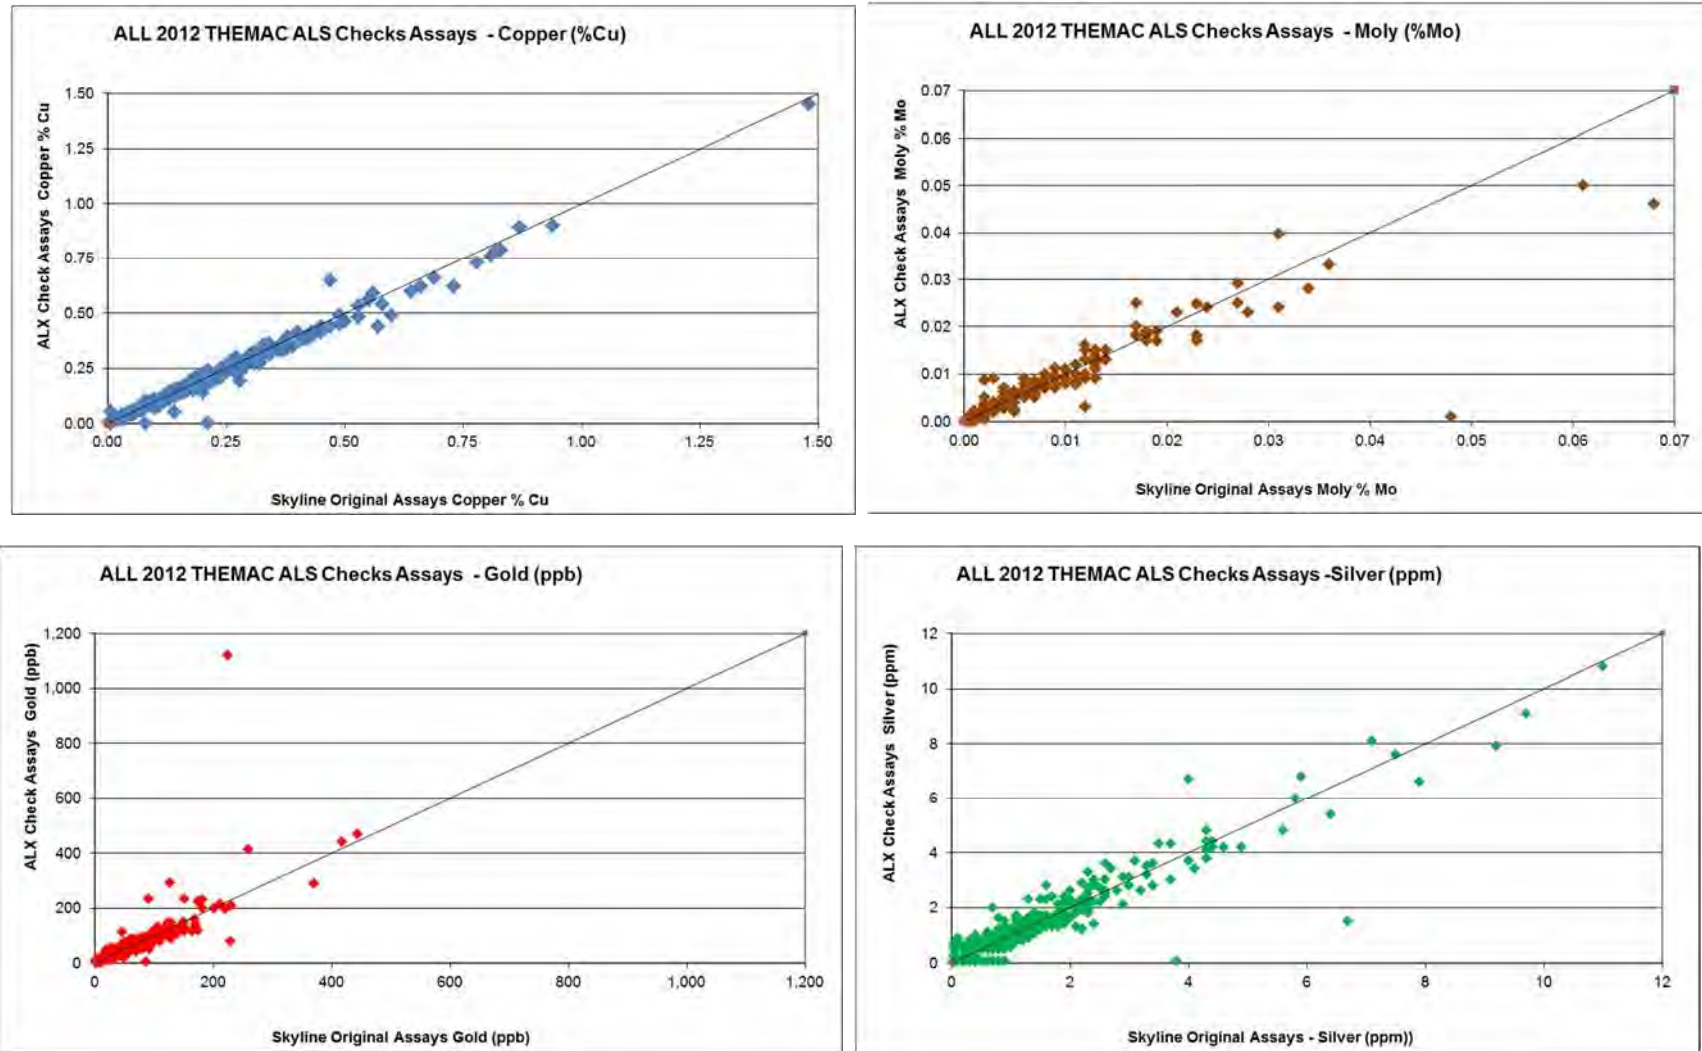 ALL 2012 THEMAC ALS Checks Assays - Copper (%Cu)
ALX Check Assays Copper % Cu
1.50
1.25
1.00
0.75
0.50
0.25
0.00
0.00 0.25 0.50 0.75 1.00 1.25 1.50
Skyline Original Assays Copper % Cu
ALL 2012 THEMAC ALS Checks Assays - Moly (%Mo)
ALX Check Assays Moly % Mo
0.07
0.06
0.05
0.04
0.03
0.02
0.01
0.00
0.00 0.01 0.02 0.03 0.04 0.05 0.06 0.07
Skyline Original Assays Moly % Mo
ALL 2012 THEMAC ALS Checks Assays - Gold (ppb)
ALX Check Assays Gold (ppb)
1,200
1,000
800
600
400
200
0
0 200 400 600 800 1,000 1,200
Skyline Original Assays Gold (ppb)
ALL 2012 THEMAC ALS Checks Assays -Silver (ppm)
ALX Check Assays Silver (ppm)
12
10
8
6
4
2
0
0 2 4 6 8 10 12
Skyline Original Assays - Silver (ppm))